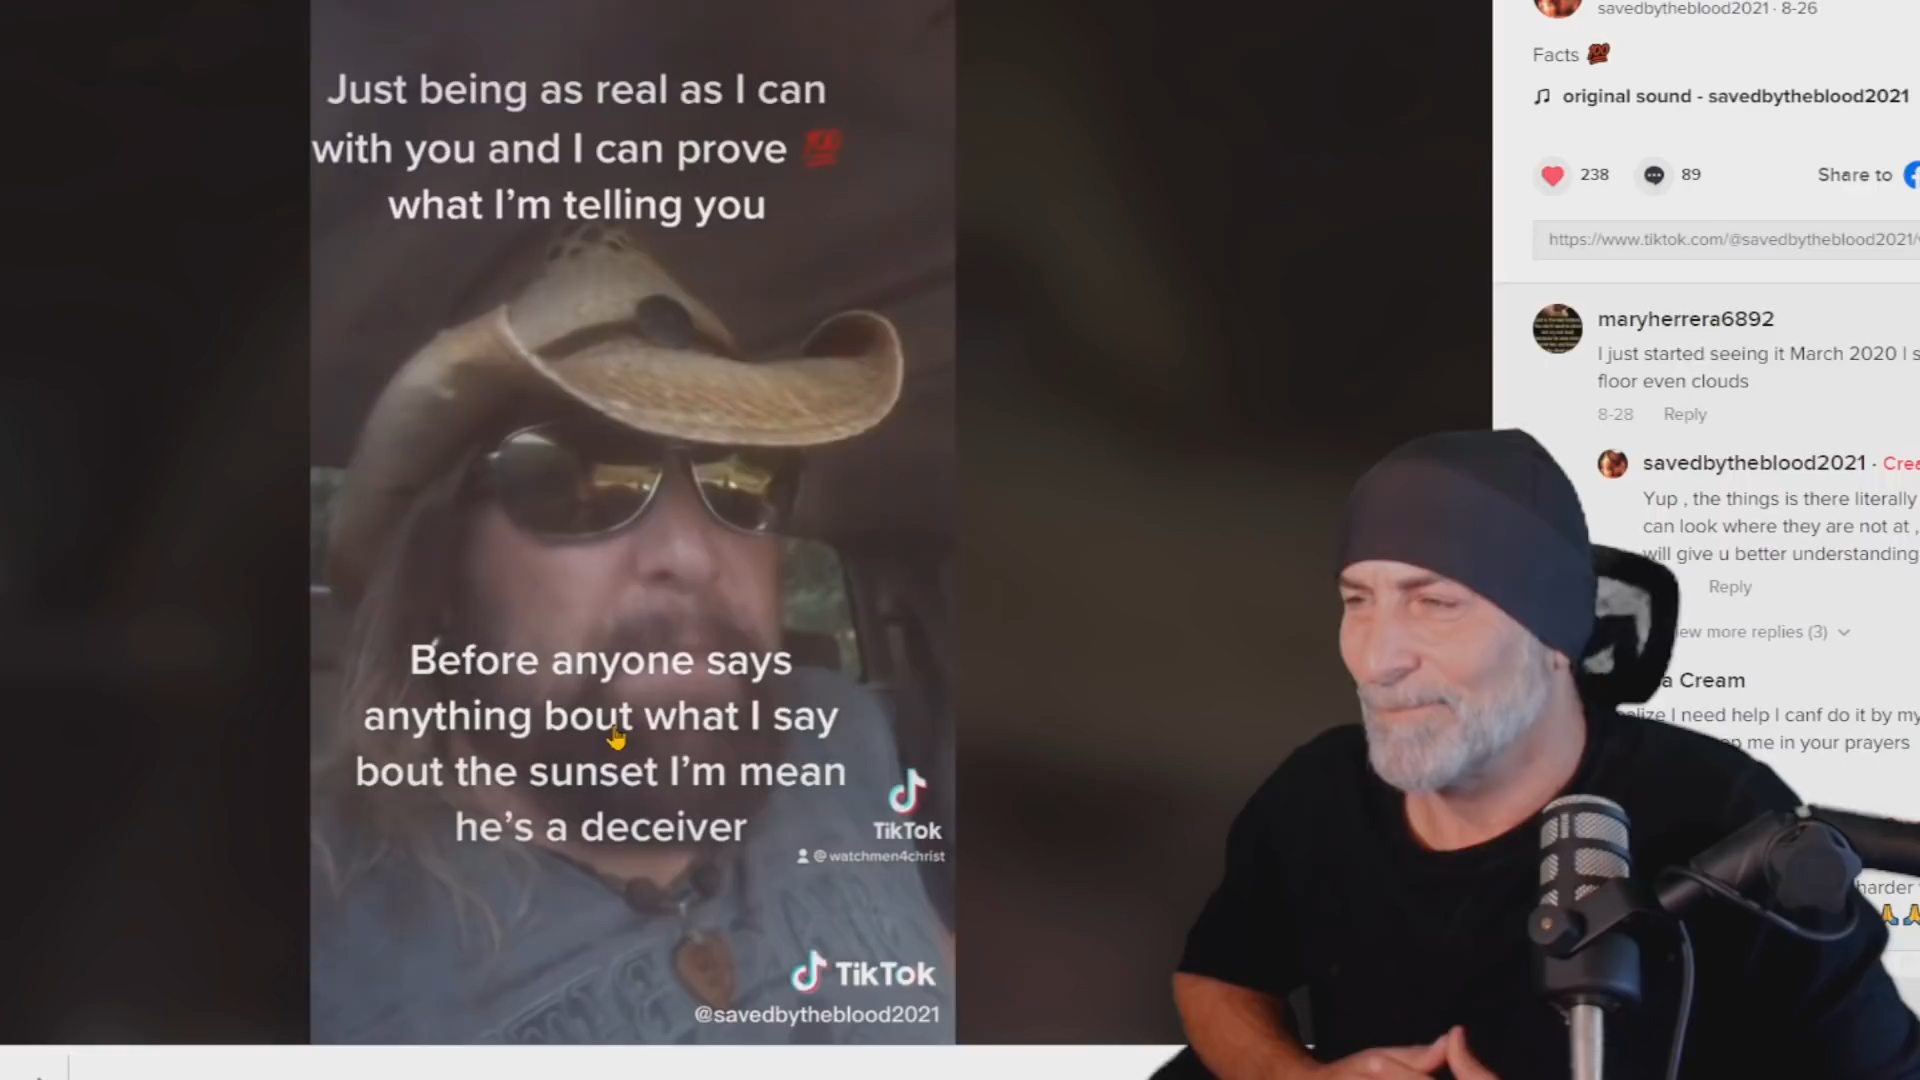 Just being as real as I can
with you and I can prove 💯
what I'm telling you
Before anyone says
anything bout what I say
bout the sunset I'm mean
he's a deceiver
TikTok
@watchmen4christ
TikTok
@savedbytheblood2021
savedbytheblood2021 · 8-26
Facts 💯
original sound - savedbytheblood2021
238
89
Share to
https://www.tiktok.com/@savedbytheblood2021/
maryherrera6892
I just started seeing it March 2020 I s
floor even clouds
8-28 Reply
savedbytheblood2021 · Crea
Yup , the things is there literally
can look where they are not at ,
will give u better understanding
Reply
ew more replies (3)
a Cream
alize I need help I canf do it by my
me in your prayers
harder
🙏🙏